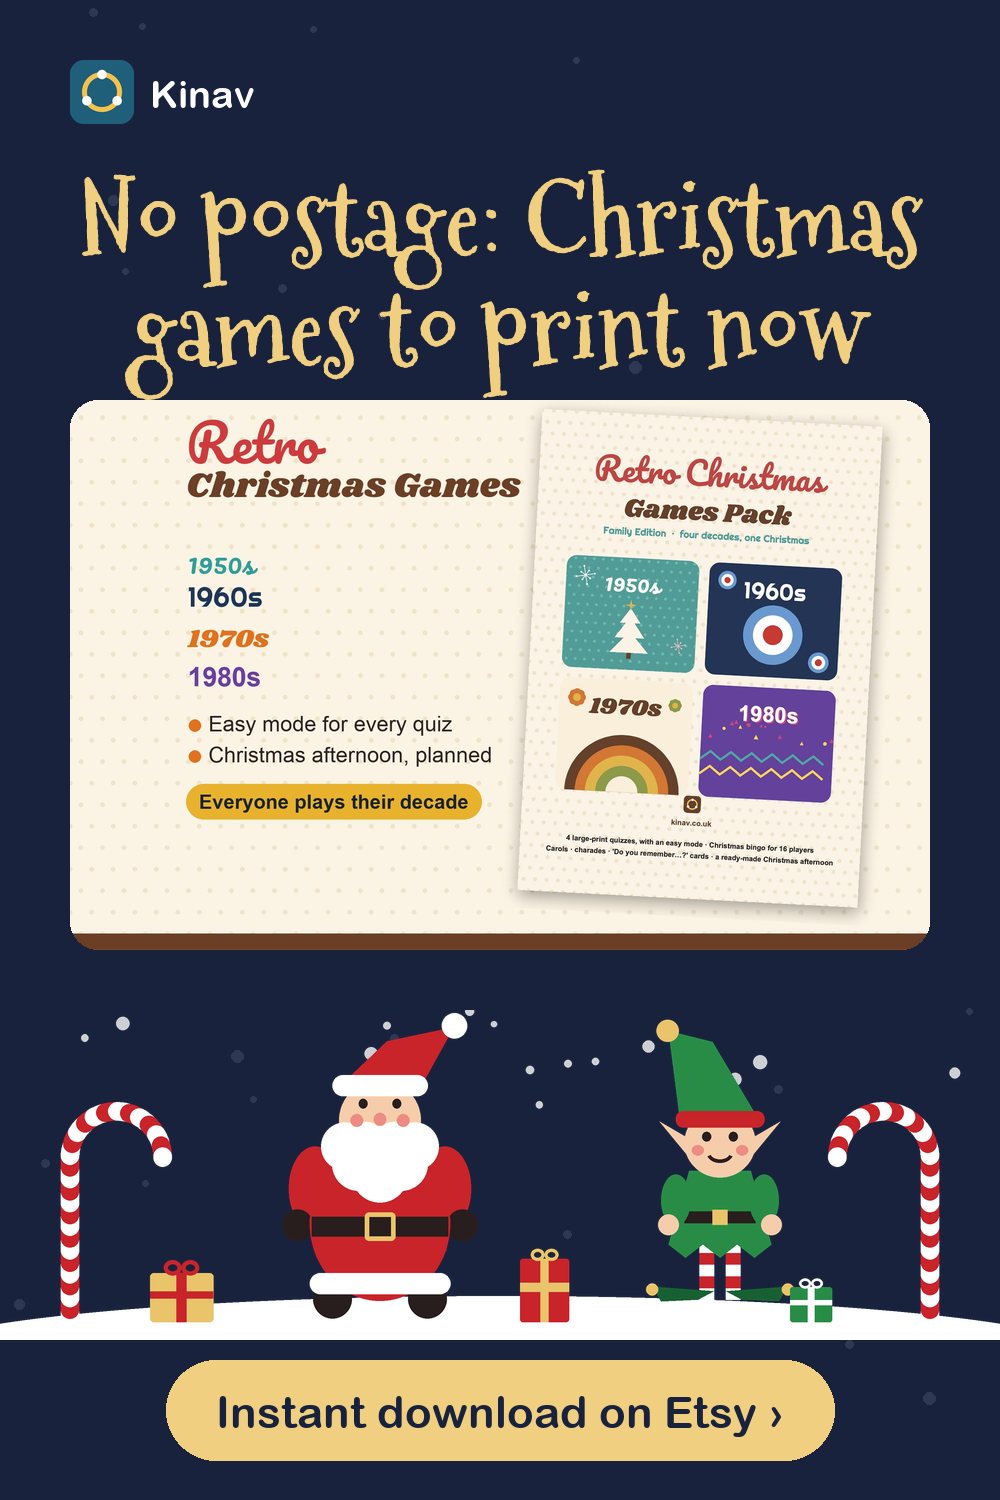 Kinav
No postage: Christmas
games to print now
Retro
Christmas Games
1950s
1960s
1970s
1980s
Easy mode for every quiz
Christmas afternoon, planned
Everyone plays their decade
Retro Christmas
Games Pack
Family Edition · four decades, one Christmas
1950s
1960s
1970s
1980s
kinav.co.uk
4 large-print quizzes, with an easy mode · Christmas bingo for 16 players
Carols · charades · 'Do you remember...?' cards · a ready-made Christmas afternoon
Instant download on Etsy ›